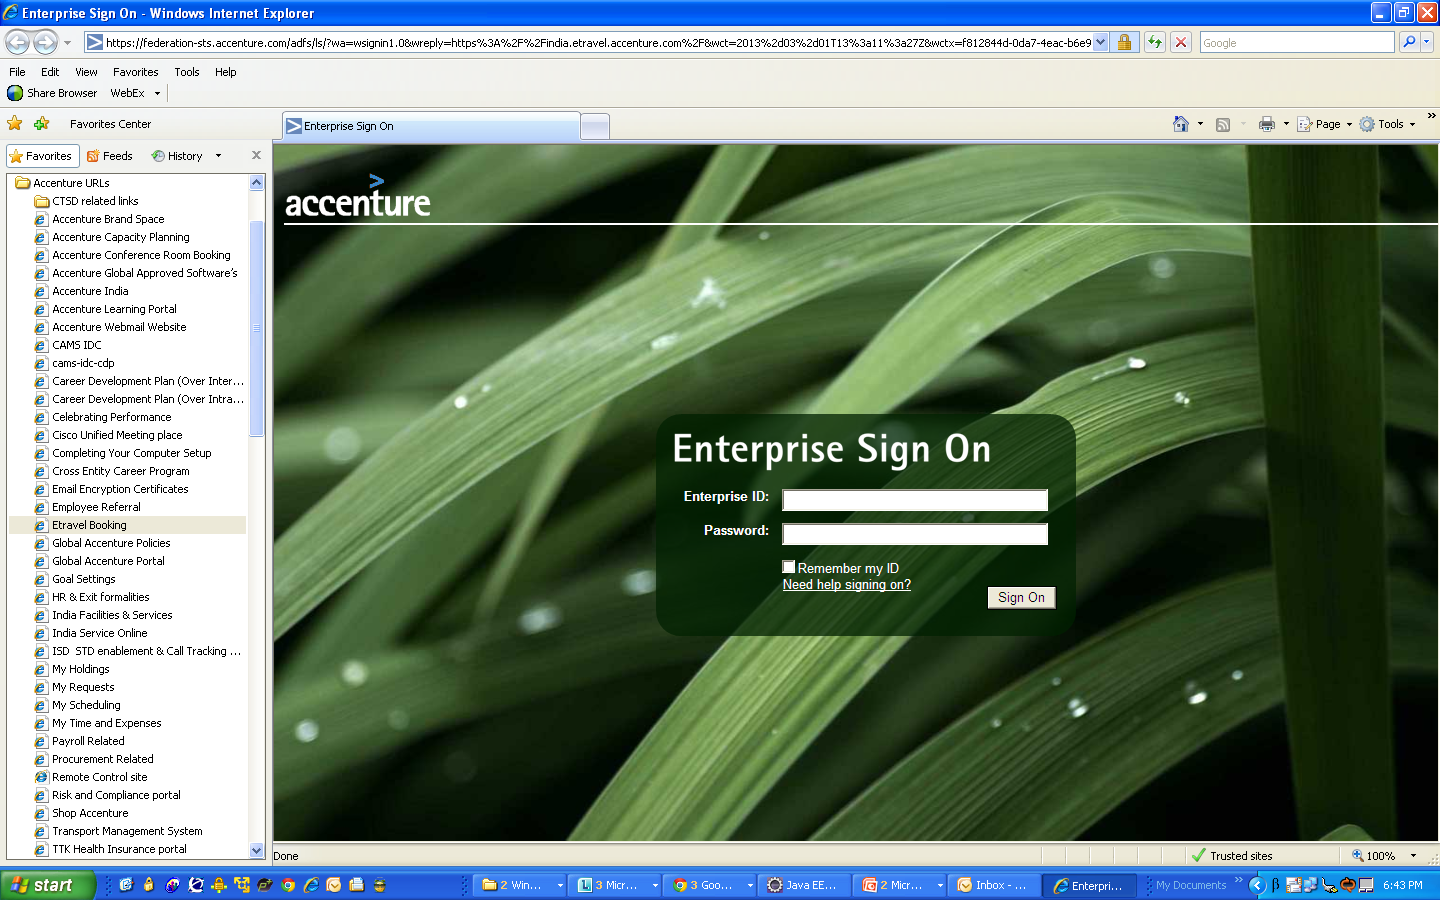 Enterprise Sign On - Windows Internet Explorer
https://federation-sts.accenture.com/adfs/ls/?wa=wsignin1.0&wreply=https%3A%2F%2Findia.etravel.accenture.com%2F&wct=2013%2d03%2d01T13%3a11%3a27Z&wctx=f812844d-0da7-4eac-b6e9
Google
File Edit View Favorites Tools Help
Share Browser WebEx
Favorites Center
Enterprise Sign On
Page Tools
Favorites Feeds History
Accenture URLs
CTSD related links
Accenture Brand Space
Accenture Capacity Planning
Accenture Conference Room Booking
Accenture Global Approved Software's
Accenture India
Accenture Learning Portal
Accenture Webmail Website
CAMS IDC
cams-idc-cdp
Career Development Plan (Over Inter...
Career Development Plan (Over Intra...
Celebrating Performance
Cisco Unified Meeting place
Completing Your Computer Setup
Cross Entity Career Program
Email Encryption Certificates
Employee Referral
Etravel Booking
Global Accenture Policies
Global Accenture Portal
Goal Settings
HR & Exit formalities
India Facilities & Services
India Service Online
ISD STD enablement & Call Tracking ...
My Holdings
My Requests
My Scheduling
My Time and Expenses
Payroll Related
Procurement Related
Remote Control site
Risk and Compliance portal
Shop Accenture
Transport Management System
TTK Health Insurance portal
accenture
Enterprise Sign On
Enterprise ID:
Password:
Remember my ID
Need help signing on?
Sign On
Done
Trusted sites
100%
start
2 Win...
3 Micr...
3 Goo...
Java EE...
2 Micr...
Inbox - ...
Enterpri...
My Documents
6:43 PM